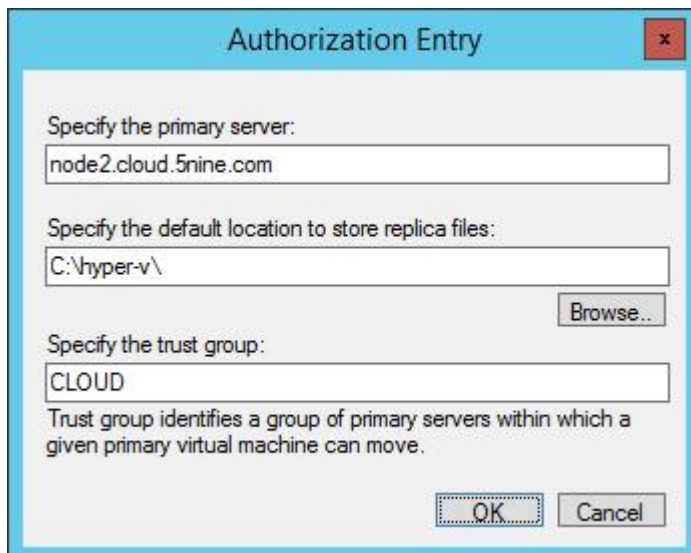 Authorization Entry
x
Specify the primary server:
node2.cloud.5nine.com
Specify the default location to store replica files:
C:\hyper-v\
Browse..
Specify the trust group:
CLOUD
Trust group identifies a group of primary servers within which a
given primary virtual machine can move.
OK Cancel